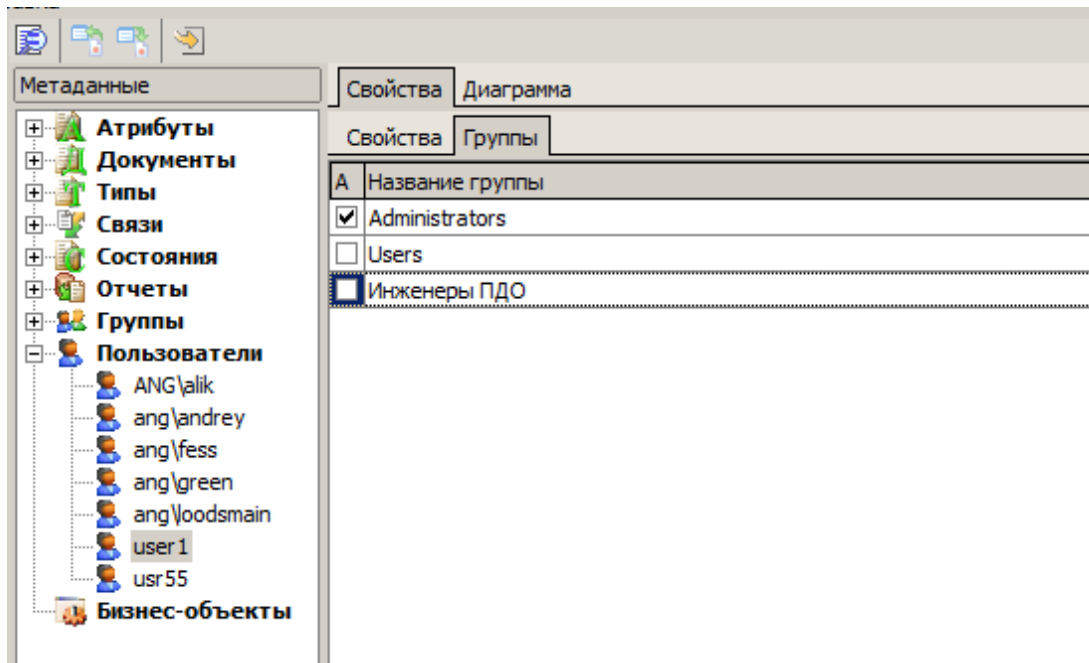 Метаданные
Атрибуты
Документы
Типы
Связи
Состояния
Отчеты
Группы
Пользователи
ANG\alik
ang\andrey
ang\fess
ang\green
ang\loodsmain
user1
usr55
Бизнес-объекты
Свойства Диаграмма
Свойства Группы
А Название группы
Administrators
Users
Инженеры ПДО